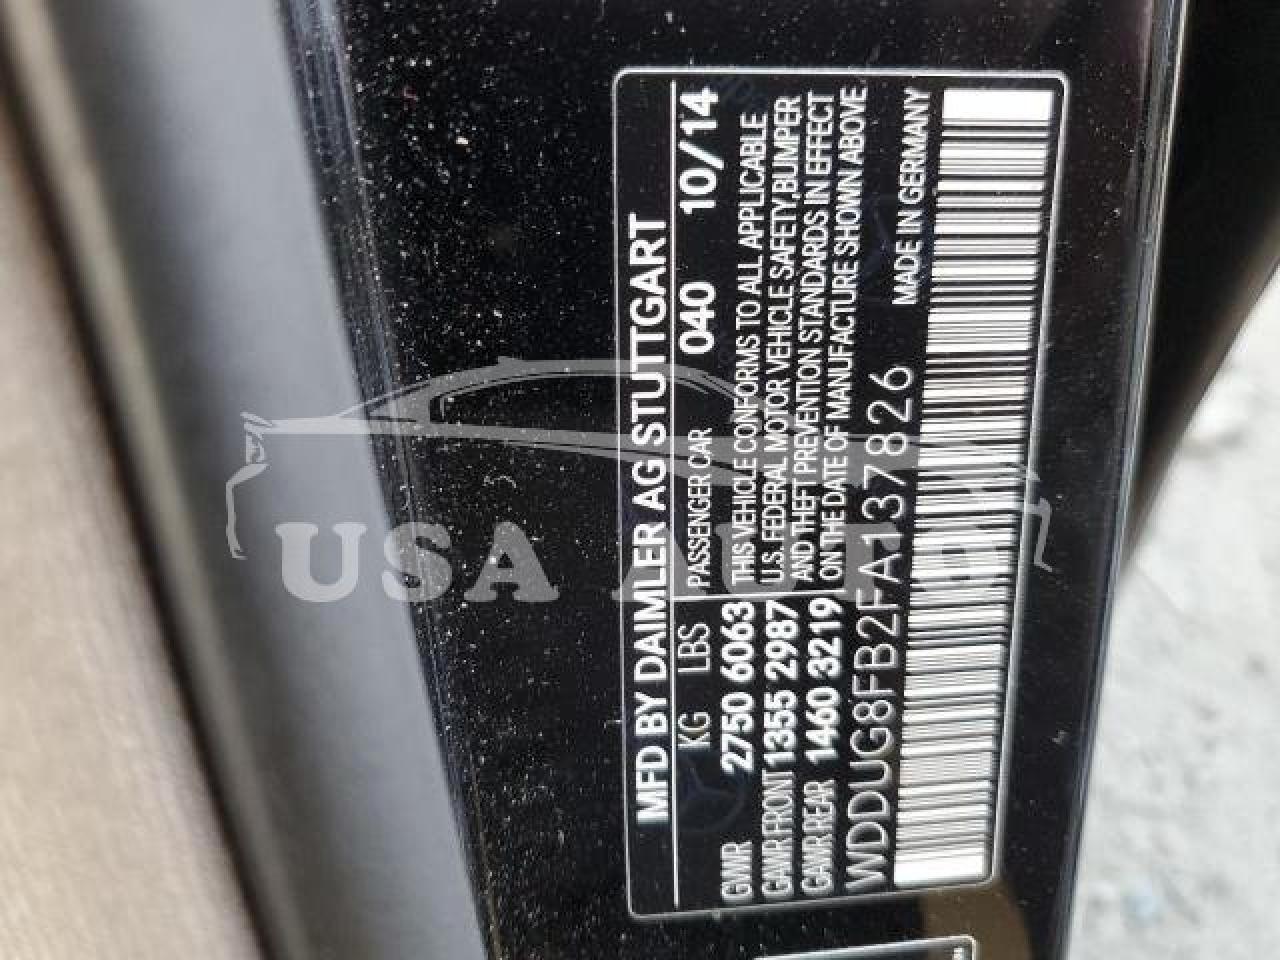 MFD BY DAIMLER AG STUTTGART
KG LBS PASSENGER CAR 040 10/14
GVWR 2750 6063
GAWR FRONT 1355 2987
GAWR REAR 1460 3219
THIS VEHICLE CONFORMS TO ALL APPLICABLE
U.S. FEDERAL MOTOR VEHICLE SAFETY,BUMPER
AND THEFT PREVENTION STANDARDS IN EFFECT
ON THE DATE OF MANUFACTURE SHOWN ABOVE.
MADE IN GERMANY
WDDUG8FB2FA137826
USA AUTO